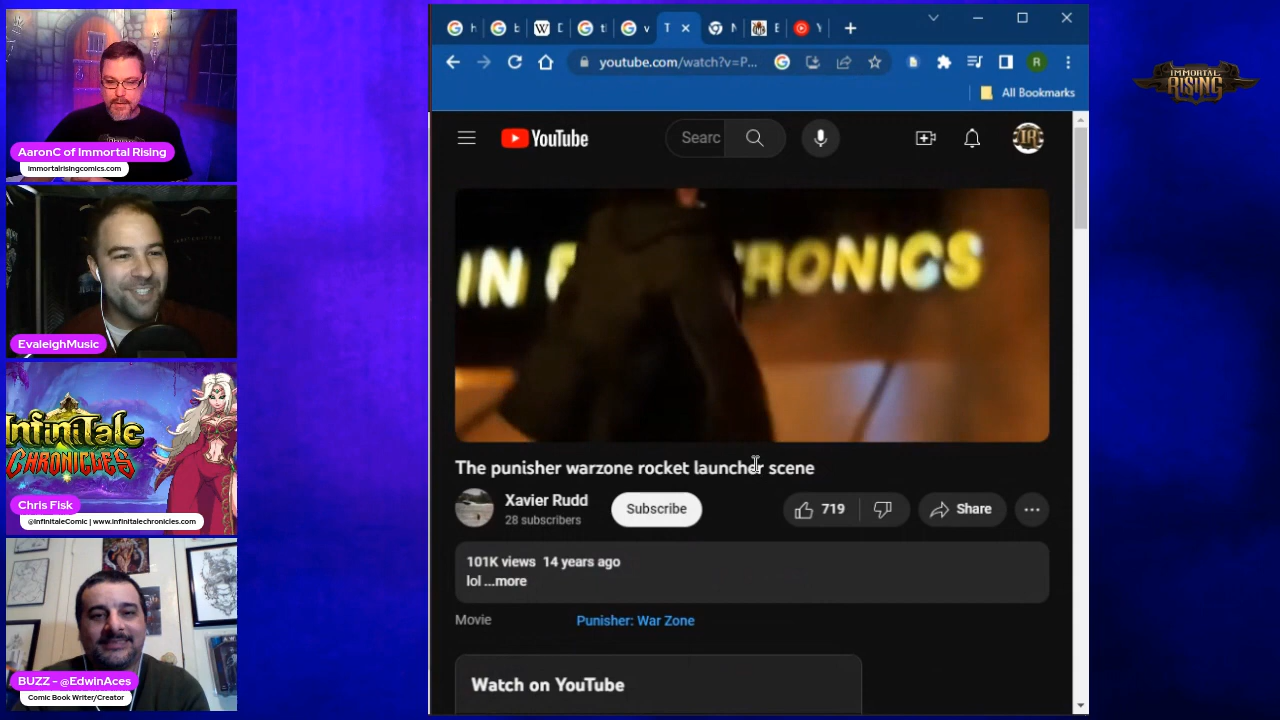 AaronC of Immortal Rising
immortalrisingcomics.com
EvaleighMusic
InfiniTale
CHRONICLES
Chris Fisk
@InfinitaleComic | www.infinitalechronicles.com
BUZZ - @EdwinAces
Comic Book Writer/Creator
youtube.com/watch?v=P...
R
All Bookmarks
YouTube
Searc
IR
IN F
RONICS
The punisher warzone rocket launcher scene
Xavier Rudd
28 subscribers
Subscribe
719
Share
101K views 14 years ago
lol ...more
Movie
Punisher: War Zone
Watch on YouTube
IMMORTAL
RISING